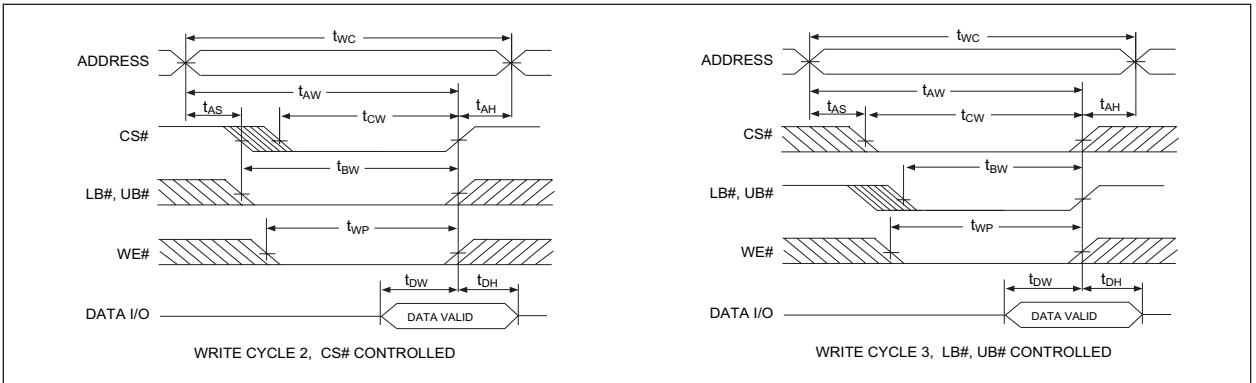 tWC
ADDRESS
tAW
tAS
tCW
tAH
CS#
tBW
LB#, UB#
tWP
WE#
tDW
tDH
DATA I/O
DATA VALID
WRITE CYCLE 2, CS# CONTROLLED
tWC
ADDRESS
tAW
tAS
tCW
tAH
CS#
tBW
LB#, UB#
tWP
WE#
tDW
tDH
DATA I/O
DATA VALID
WRITE CYCLE 3, LB#, UB# CONTROLLED